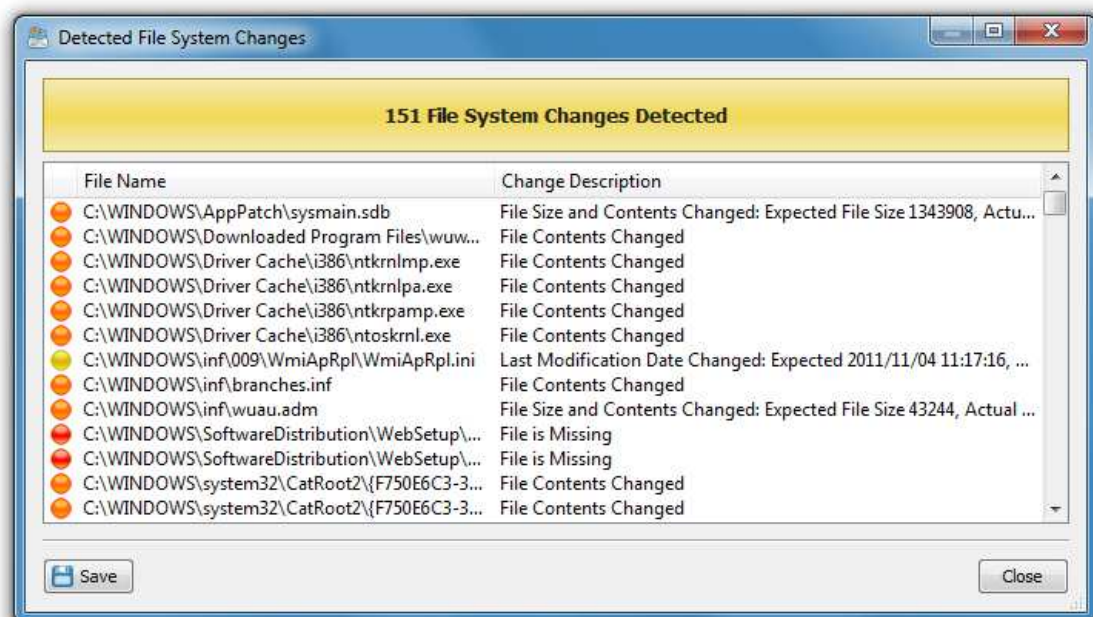 Detected File System Changes
151 File System Changes Detected
File Name Change Description
C:\WINDOWS\AppPatch\sysmain.sdb File Size and Contents Changed: Expected File Size 1343908, Actu...
C:\WINDOWS\Downloaded Program Files\wuw... File Contents Changed
C:\WINDOWS\Driver Cache\i386\ntkrnlmp.exe File Contents Changed
C:\WINDOWS\Driver Cache\i386\ntkrnlpa.exe File Contents Changed
C:\WINDOWS\Driver Cache\i386\ntkrpamp.exe File Contents Changed
C:\WINDOWS\Driver Cache\i386\ntoskrnl.exe File Contents Changed
C:\WINDOWS\inf\009\WmiApRpl\WmiApRpl.ini Last Modification Date Changed: Expected 2011/11/04 11:17:16, ...
C:\WINDOWS\inf\branches.inf File Contents Changed
C:\WINDOWS\inf\wuau.adm File Size and Contents Changed: Expected File Size 43244, Actual ...
C:\WINDOWS\SoftwareDistribution\WebSetup\... File is Missing
C:\WINDOWS\SoftwareDistribution\WebSetup\... File is Missing
C:\WINDOWS\system32\CatRoot2\{F750E6C3-3... File Contents Changed
C:\WINDOWS\system32\CatRoot2\{F750E6C3-3... File Contents Changed
Save Close